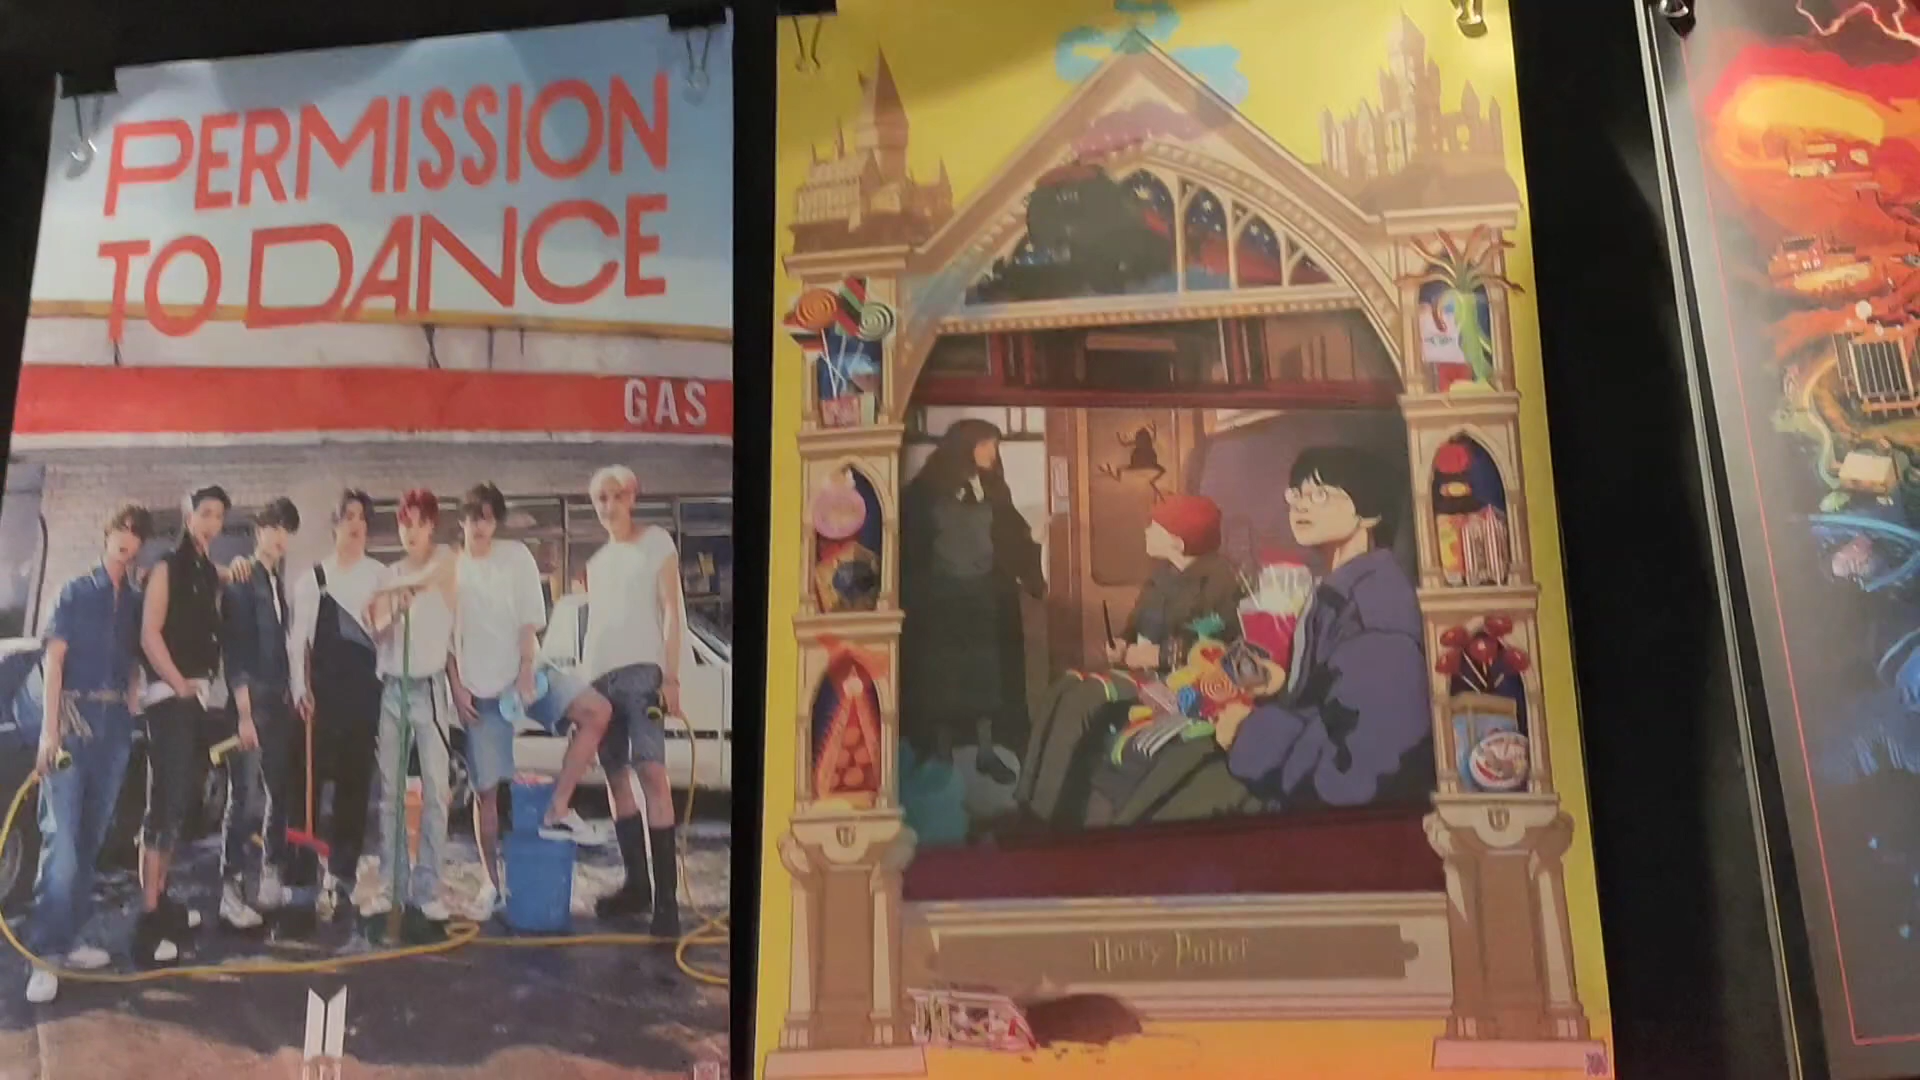 PERMISSION
TO DANCE
GAS
Harry Potter